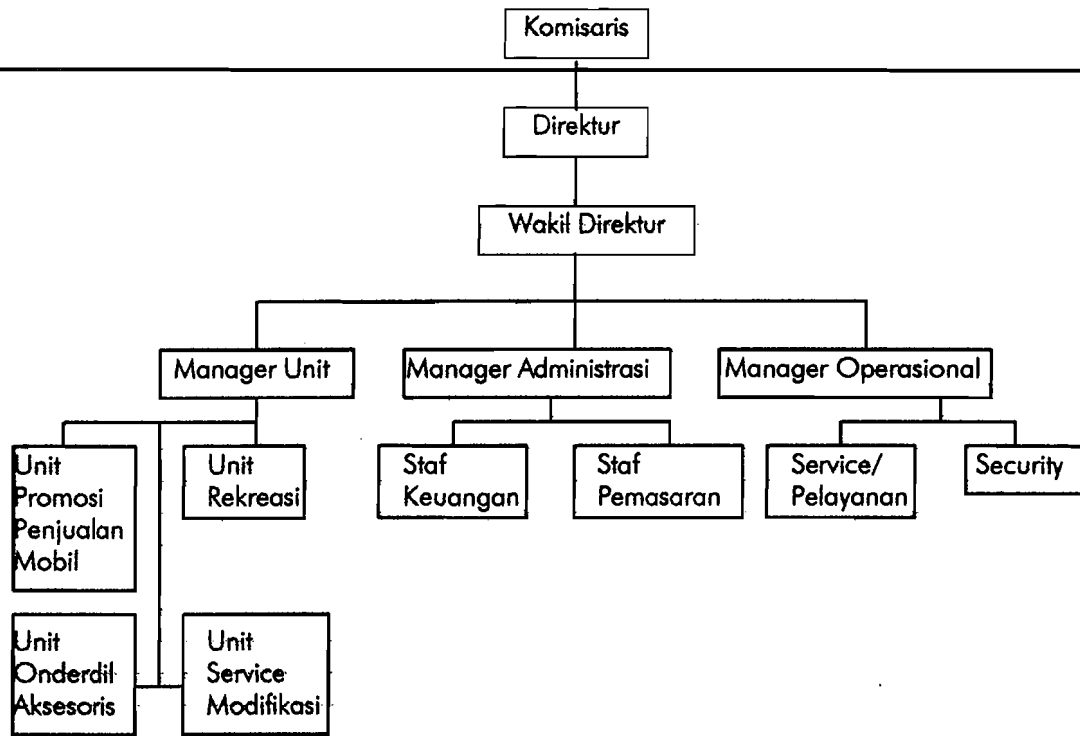 Komisaris
Direktur
Wakil Direktur
Manager Unit
Manager Administrasi
Manager Operasional
Unit
Promosi
Penjualan
Mobil
Unit
Rekreasi
Staf
Keuangan
Staf
Pemasaran
Service/
Pelayanan
Security
Unit
Onderdil
Aksesoris
Unit
Service
Modifikasi